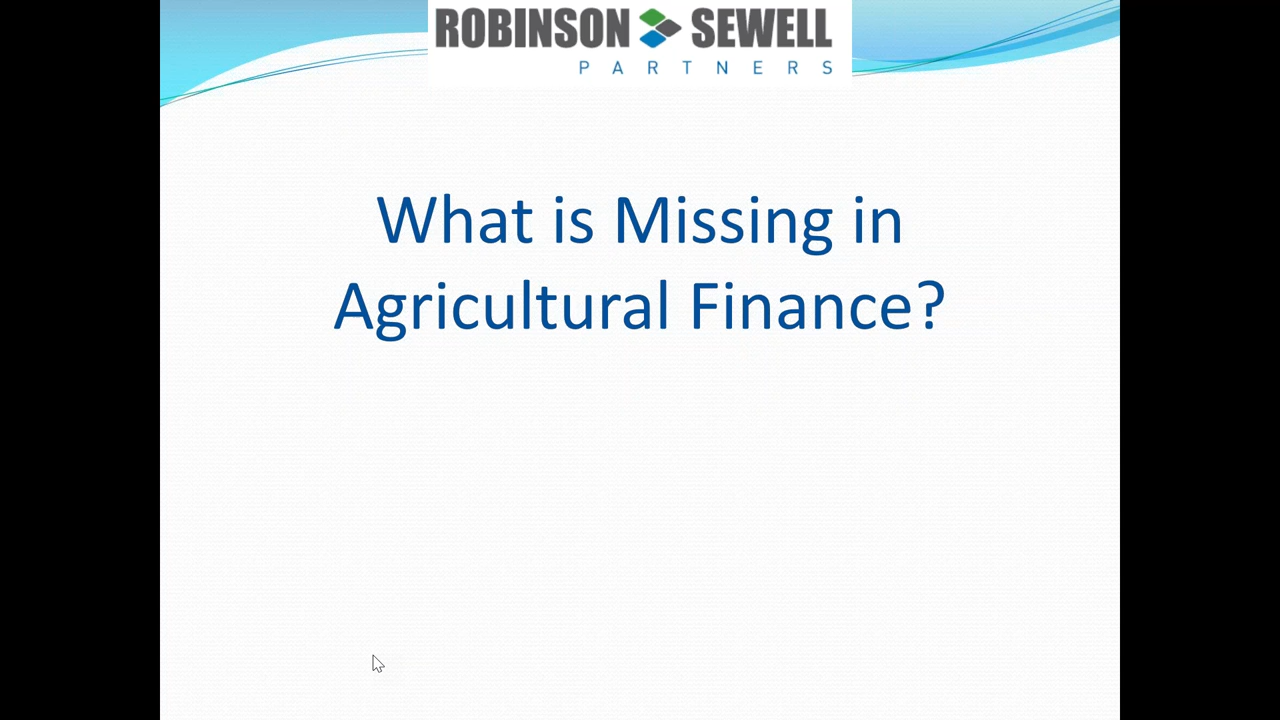 ROBINSON SEWELL
PARTNERS
What is Missing in
Agricultural Finance?